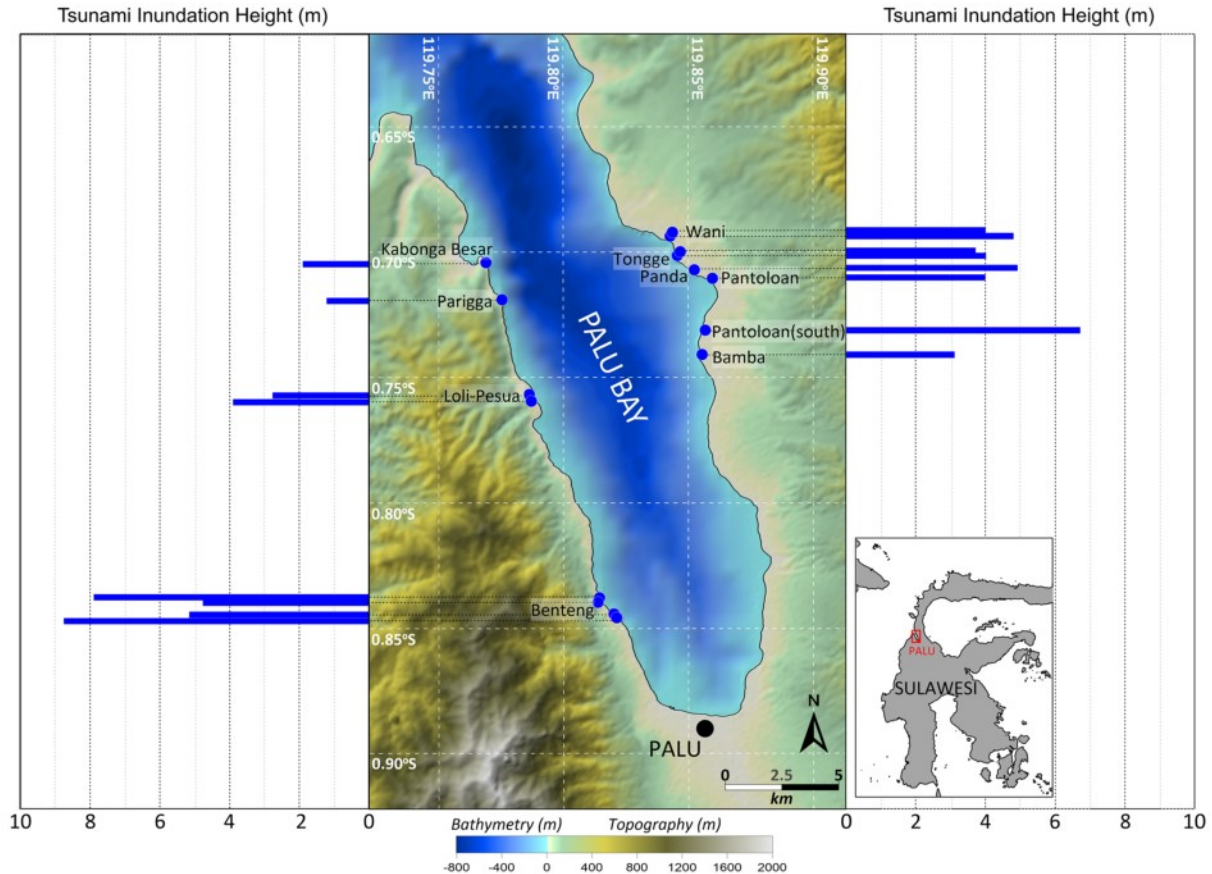 Tsunami Inundation Height (m)
Tsunami Inundation Height (m)
119.75°E
119.80°E
119.85°E
119.90°E
0.65°S
Wani
Kabonga Besar
0.70°S
Tongge
Panda
Pantoloan
Parigga
PALU BAY
Pantoloan(south)
Bamba
0.75°S
Loli-Pesua
0.80°S
Benteng
0.85°S
PALU
SULAWESI
N
PALU
0.90°S
0 2.5 5
km
10 8 6 4 2 0
0 2 4 6 8 10
Bathymetry (m) Topography (m)
-800 -400 0 400 800 1200 1600 2000